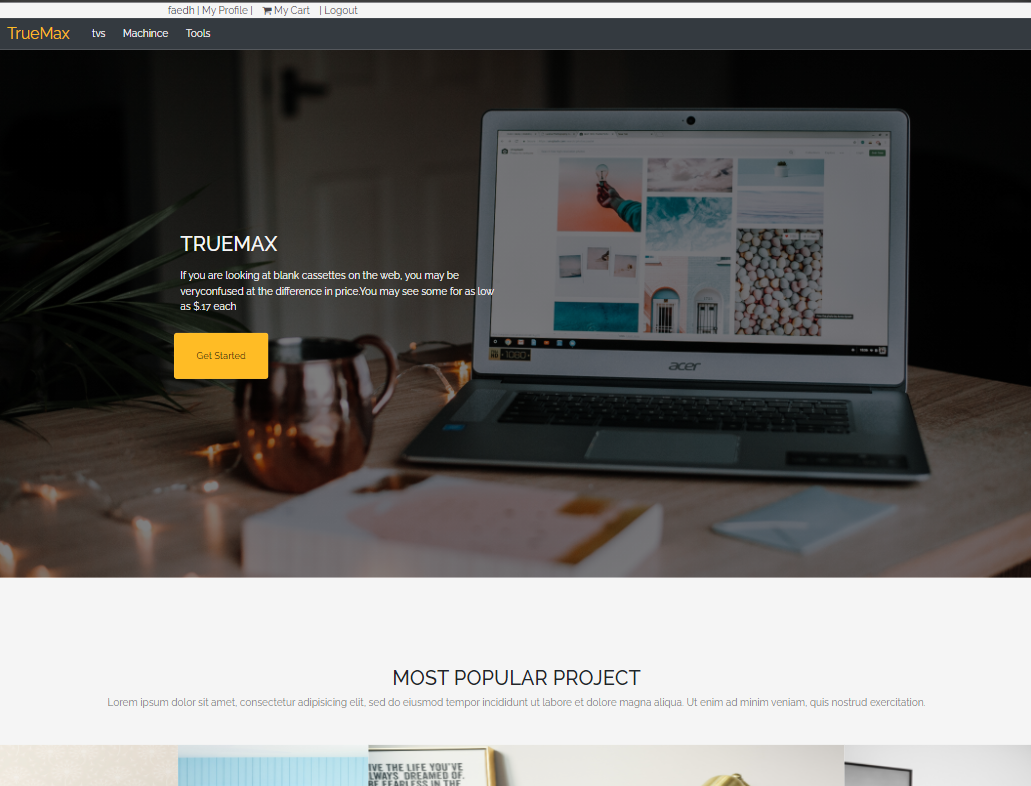 faedh | My Profile | My Cart | Logout
TrueMax tvs Machince Tools
TRUEMAX
If you are looking at blank cassettes on the web, you may be
veryconfused at the difference in price.You may see some for as low
as $.17 each
Get Started
acer
MOST POPULAR PROJECT
Lorem ipsum dolor sit amet, consectetur adipisicing elit, sed do eiusmod tempor incididunt ut labore et dolore magna aliqua. Ut enim ad minim veniam, quis nostrud exercitation.
IVE THE LIFE YOU'VE
LWAYS DREAMED OF.
BE FEARLESS IN THE